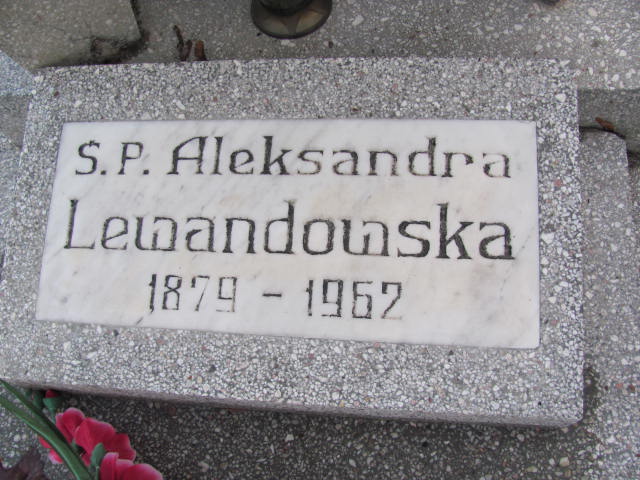 Ś.P. Aleksandra
Lewandowska
1879 - 1962